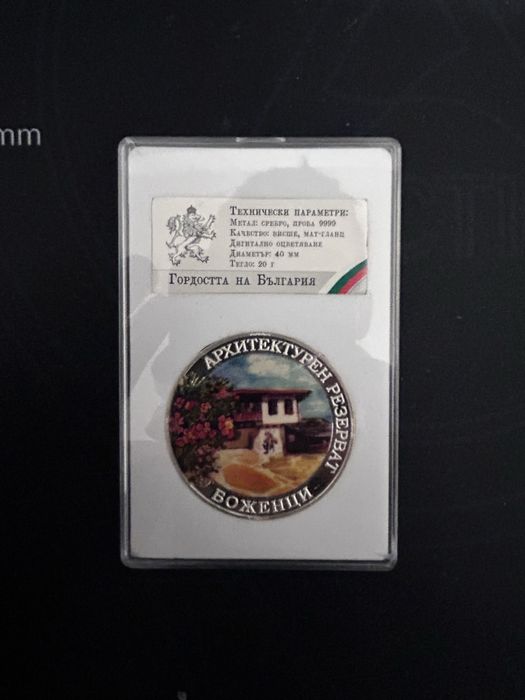 mm
Технически параметри:
Метал: сребро, проба 9999
Качество: висше, мат-гланц
Дигитално оцветяване
Диаметър: 40 мм
Тегло: 20 г
Гордостта на България
АРХИТЕКТУРЕН РЕЗЕРВАТ
БОЖЕНЦИ